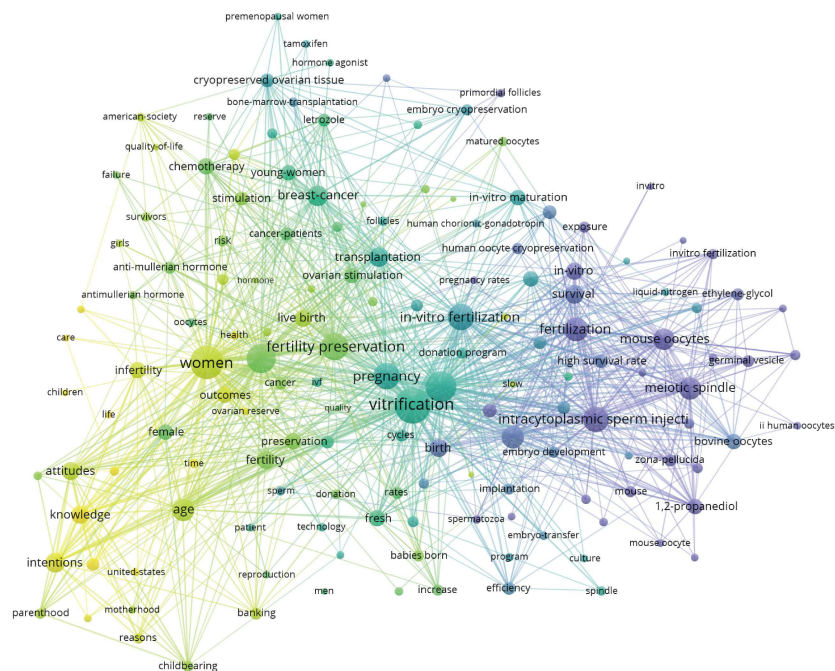 premenopausal women
tamoxifen
hormone agonist
cryopreserved ovarian tissue
primordial follicles
bone-marrow-transplantation
embryo cryopreservation
american-society
reserve
letrozole
quality-of-life
matured oocytes
chemotherapy
failure
young-women
invitro
survivors
stimulation
breast-cancer
in-vitro maturation
follicles
human chorionic-gonadotropin
exposure
girls
risk
cancer-patients
human oocyte cryopreservation
transplantation
invitro fertilization
anti-mullerian hormone
ovarian stimulation
in-vitro
hormone
pregnancy rates
survival
liquid-nitrogen
ethylene-glycol
antimullerian hormone
oocytes
live birth
in-vitro fertilization
fertilization
care
health
mouse oocytes
fertility preservation
donation program
women
high survival rate
germinal vesicle
infertility
pregnancy
children
cancer
ivf
slow
meiotic spindle
outcomes
vitrification
life
ovarian reserve
quality
intracytoplasmic sperm injecti
ii human oocytes
female
cycles
preservation
birth
embryo development
bovine oocytes
time
fertility
zona-pellucida
attitudes
sperm
donation
rates
implantation
mouse
1,2-propanediol
knowledge
age
fresh
spermatozoa
patient
technology
embryo-transfer
mouse oocyte
intentions
babies born
program
culture
united-states
reproduction
men
increase
efficiency
spindle
parenthood
motherhood
banking
reasons
childbearing